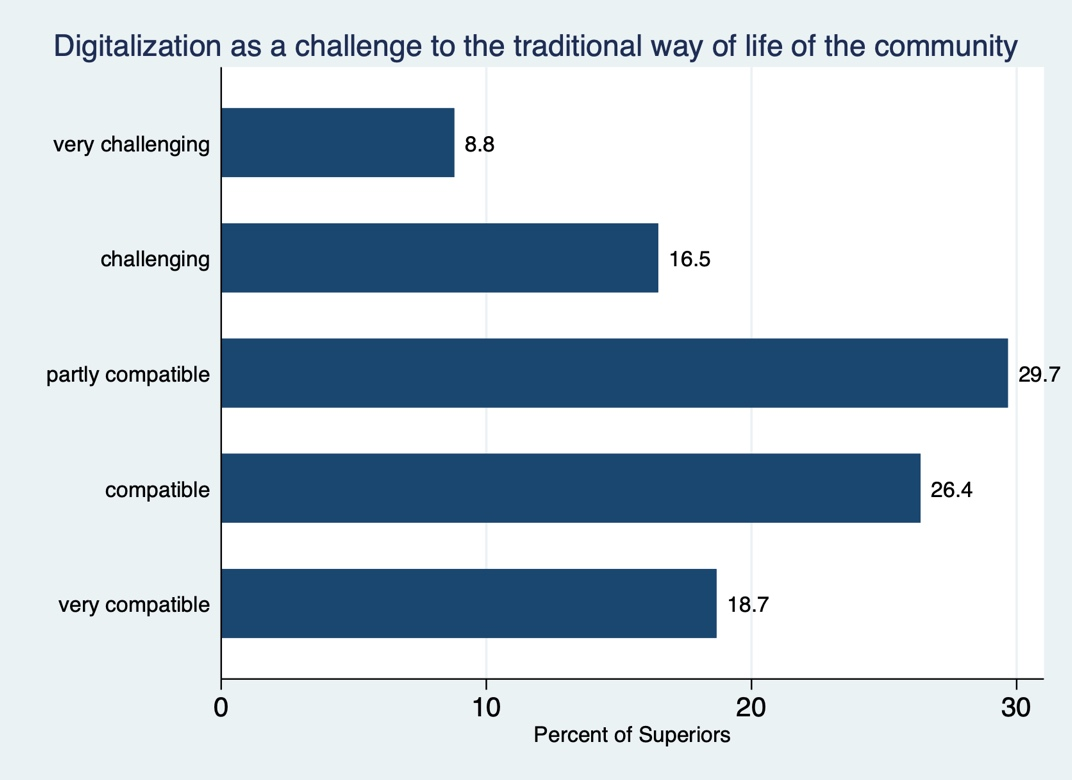 Digitalization as a challenge to the traditional way of life of the community
very challenging 8.8
challenging 16.5
partly compatible 29.7
compatible 26.4
very compatible 18.7
0 10 20 30
Percent of Superiors